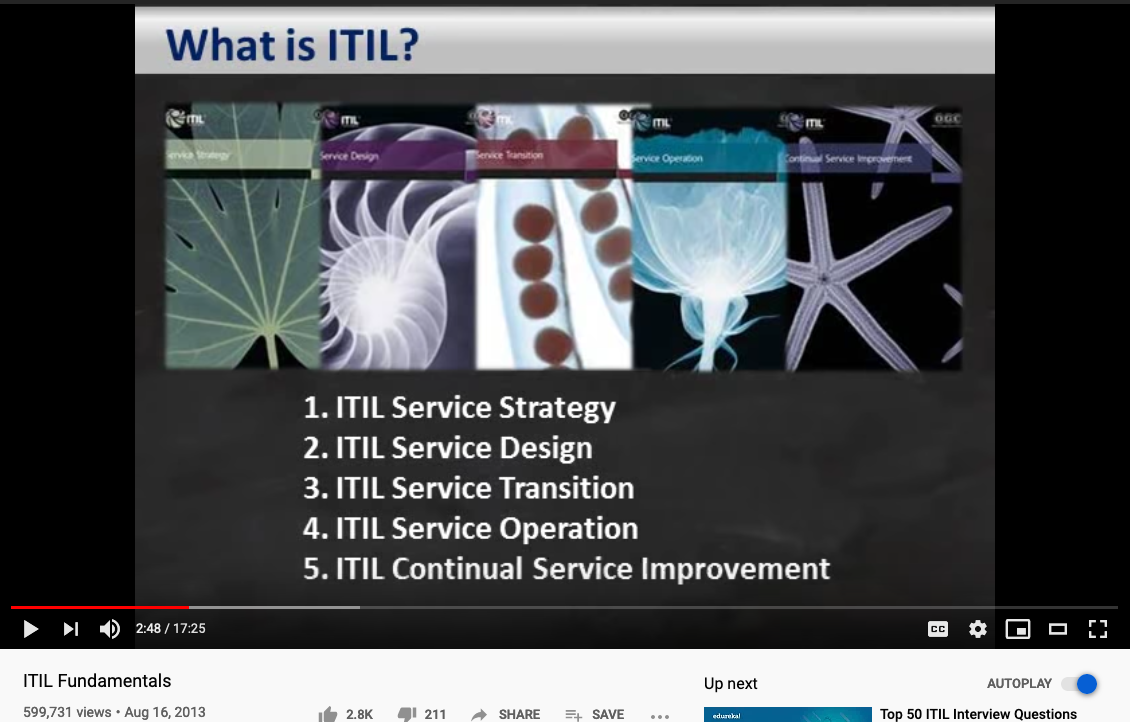 What is ITIL?
ITIL ITIL ITIL ITIL ITIL OGC
Service Strategy
Service Design
Service Transition
Service Operation
Continual Service Improvement
1. ITIL Service Strategy
2. ITIL Service Design
3. ITIL Service Transition
4. ITIL Service Operation
5. ITIL Continual Service Improvement
2:48 / 17:25
CC
ITIL Fundamentals
599,731 views • Aug 16, 2013
2.8K
211
SHARE
SAVE
Up next
AUTOPLAY
edureka!
Top 50 ITIL Interview Questions